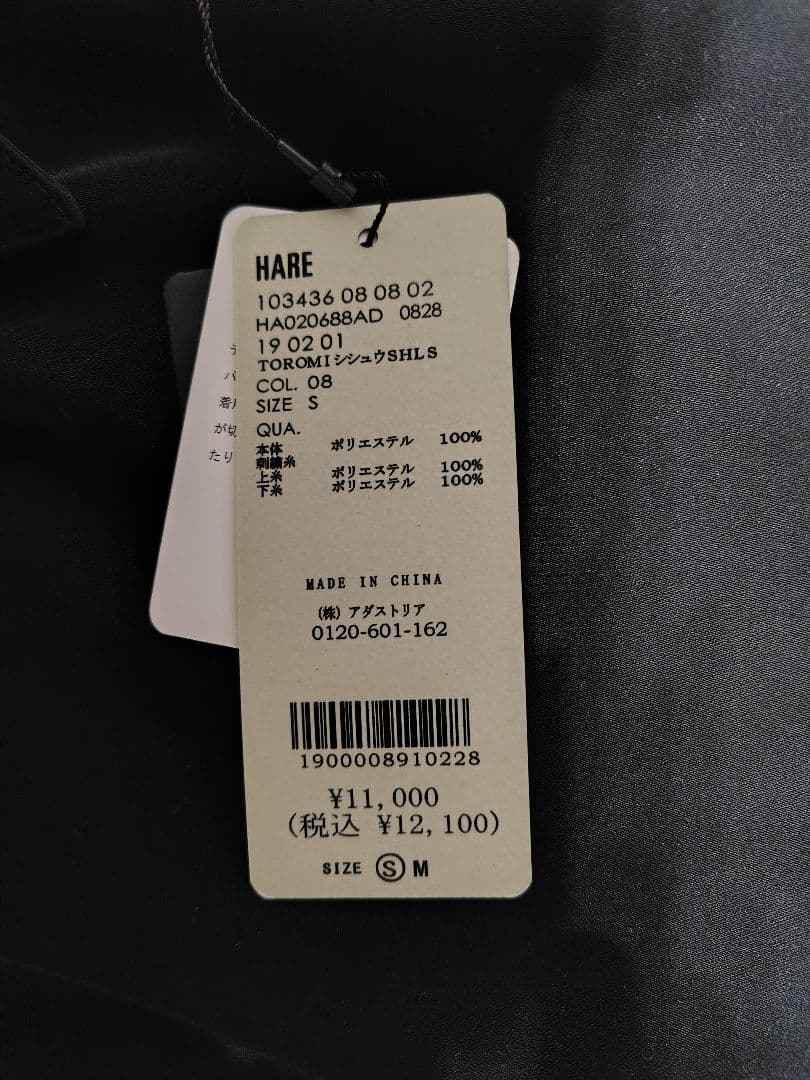 HARE
103436 08 08 02
HA020688AD 0828
19 02 01
TOROMIシシュウSHLS
COL. 08
SIZE S
QUA.
本体 ポリエステル 100%
刺繍糸
上糸 ポリエステル 100%
下糸 ポリエステル 100%
MADE IN CHINA
(株) アダストリア
0120-601-162
1900008910228
¥11,000
(税込 ¥12,100)
SIZE Ⓢ M
が切
たり